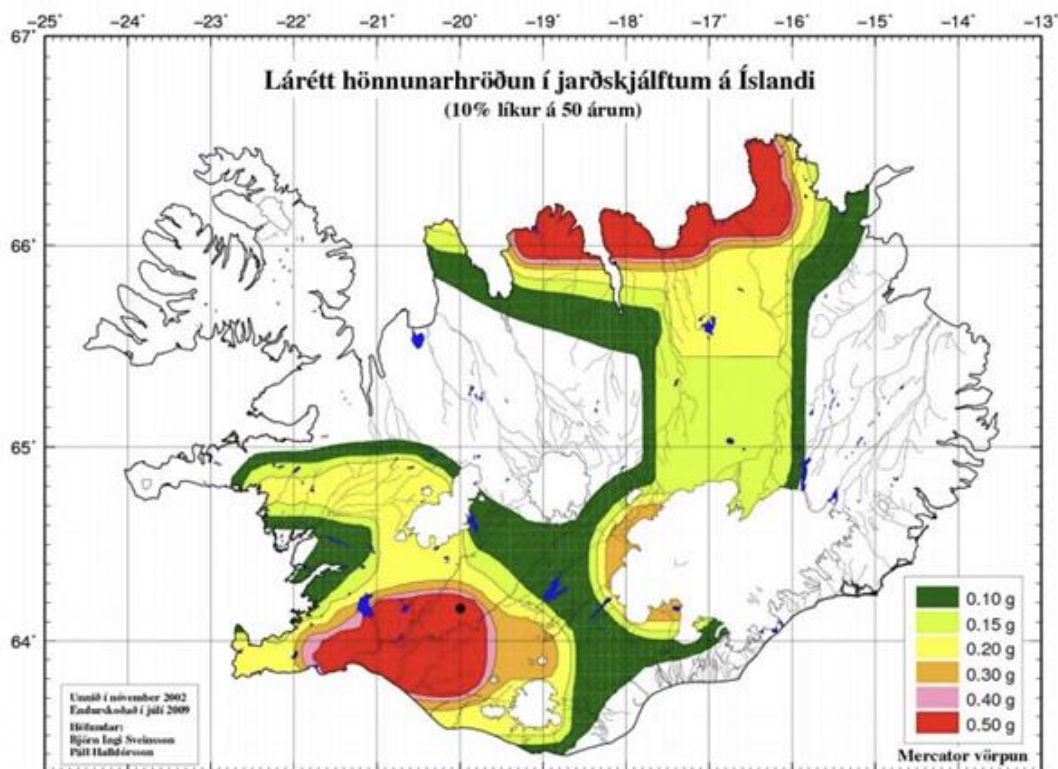 −25 −24 −23 −22 −21 −20 −19 −18 −17 −16 −15 −14 −13
67˚
Lárétt hönnunarhröðun í jarðskjálftum á Íslandi
(10% líkur á 50 árum)
66˚
65˚
64˚
0.10 g
0.15 g
0.20 g
0.30 g
0.40 g
0.50 g
Unnið í nóvember 2002
Endurskoðað í júlí 2009
Höfundar:
Björn Ingi Sveinsson
Páll Halldórsson
Mercator vörpun